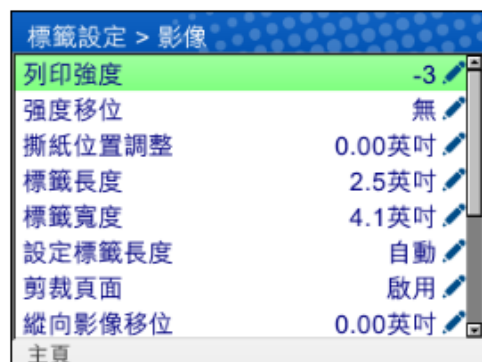 標籤設定 > 影像
列印強度 -3
强度移位 無
撕紙位置調整 0.00英吋
標籤長度 2.5英吋
標籤寬度 4.1英吋
設定標籤長度 自動
剪裁頁面 啟用
縱向影像移位 0.00英吋
主頁